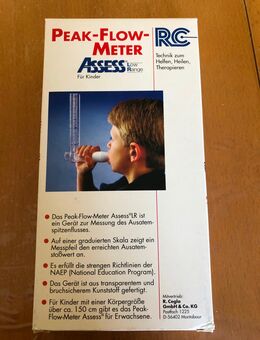 PEAK-FLOW-
METER
RC
ASSESS Low Range
Für Kinder
Technik zum
Helfen, Heilen,
Therapieren
• Das Peak-Flow-Meter Assess®LR ist
ein Gerät zur Messung des Ausatem-
spitzenflusses.
• Auf einer graduierten Skala zeigt ein
Messpfeil den erreichten Ausatem-
stoßwert an.
• Es erfüllt die strengen Richtlinien der
NAEP (National Education Program).
• Das Gerät ist aus transparentem und
bruchsicherem Kunststoff gefertigt.
• Für Kinder mit einer Körpergröße
über ca. 150 cm gibt es das Peak-
Flow-Meter Assess® für Erwachsene.
Mitvertrieb:
R. Cegla
GmbH & Co. KG
Postfach 1225
D-56402 Montabaur